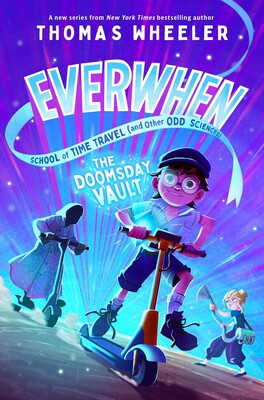 A new series from New York Times bestselling author
THOMAS WHEELER
EVERWHEN
SCHOOL of TIME TRAVEL (and Other ODD SCIENCES)
THE
DOOMSDAY
VAULT